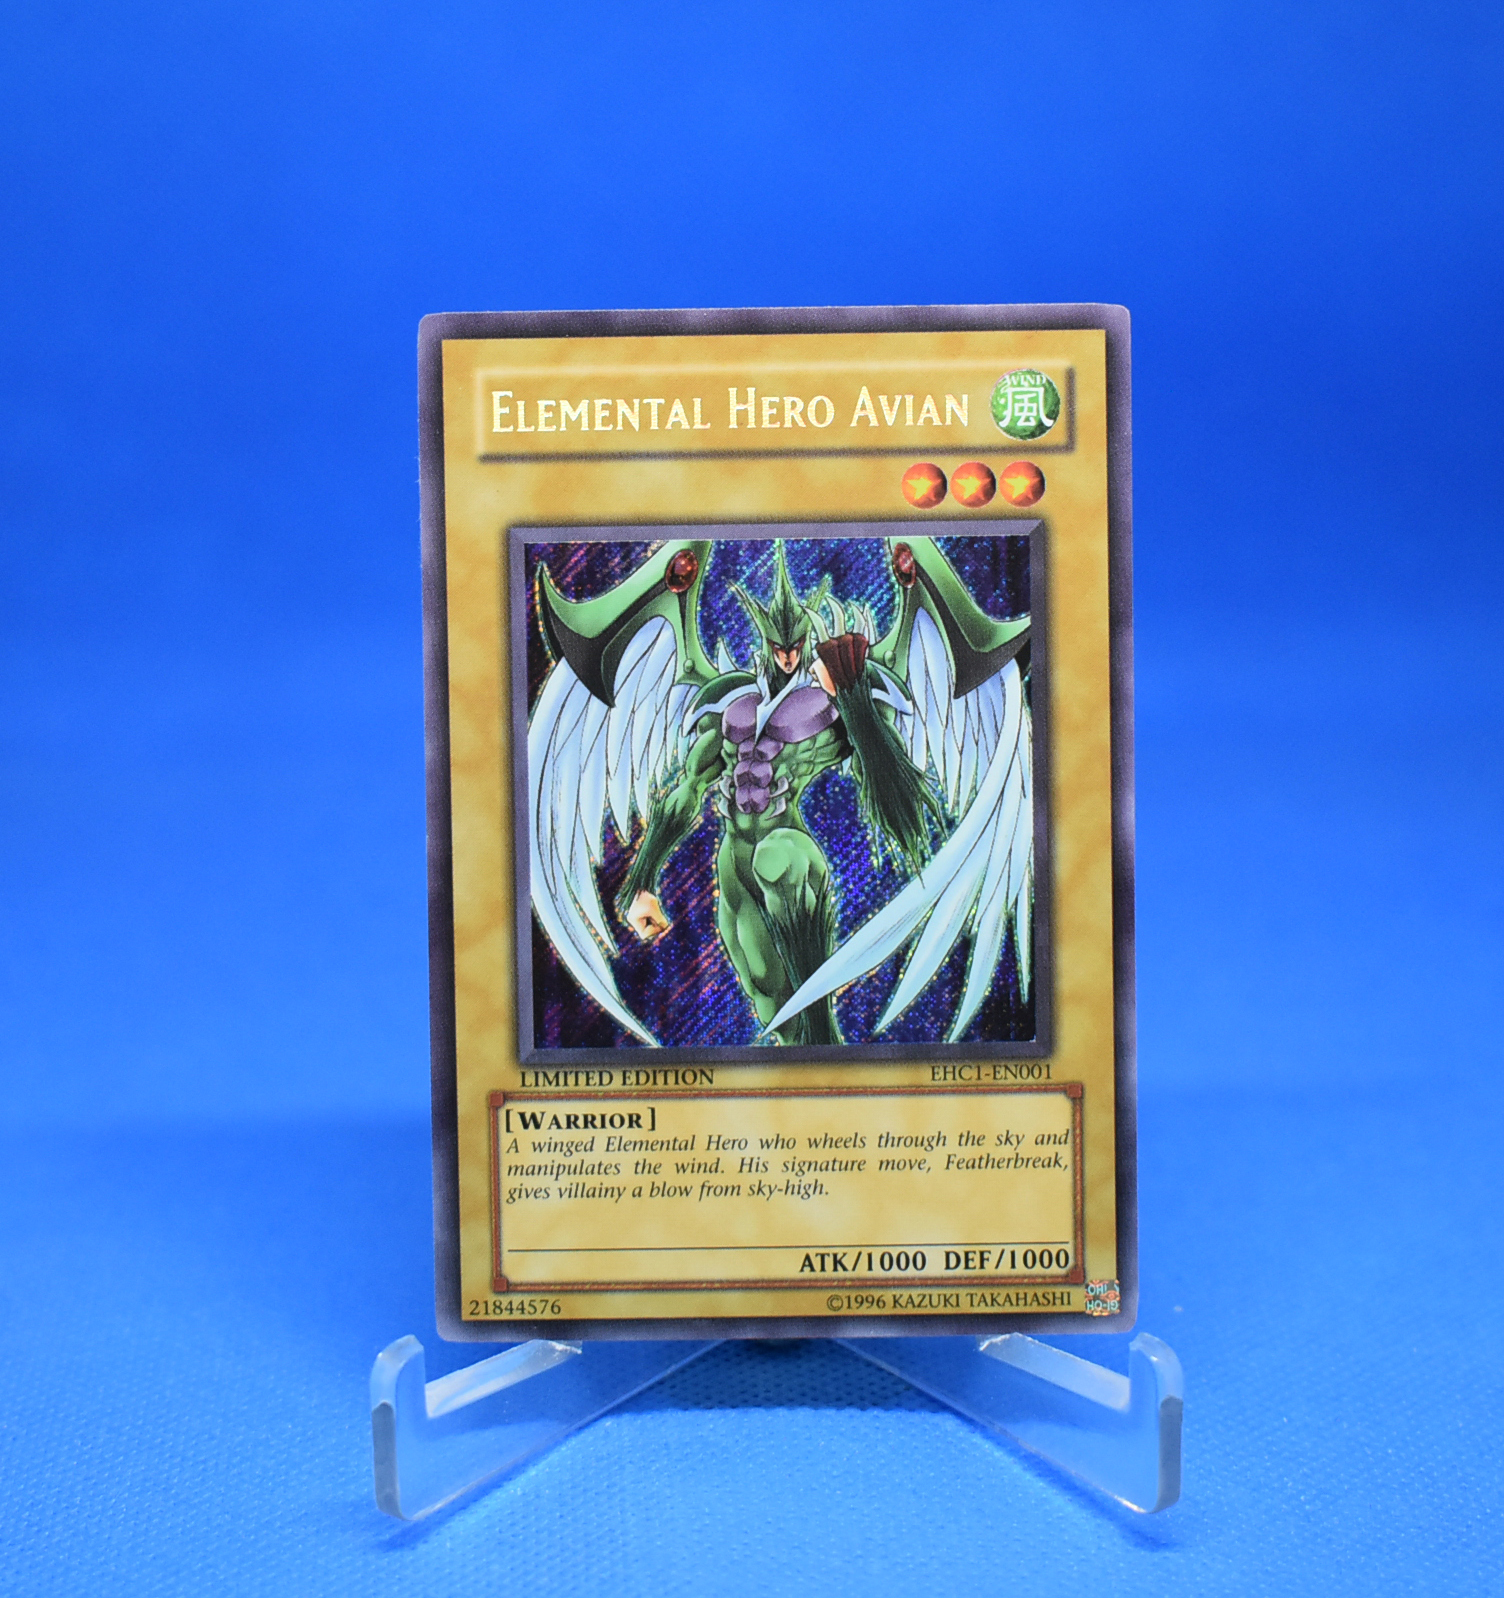 ELEMENTAL HERO AVIAN
WIND
風
LIMITED EDITION
EHC1-EN001
[WARRIOR]
A winged Elemental Hero who wheels through the sky and
manipulates the wind. His signature move, Featherbreak,
gives villainy a blow from sky-high.
ATK/1000 DEF/1000
21844576
©1996 KAZUKI TAKAHASHI